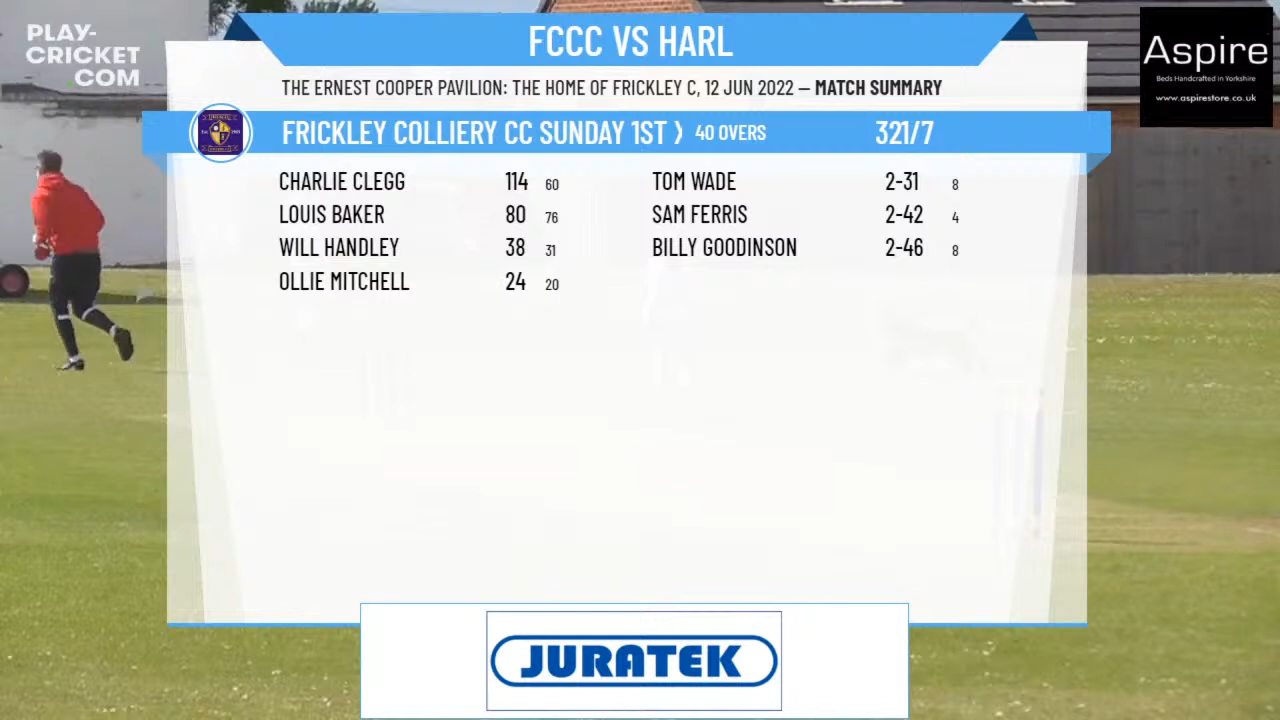 PLAY-
CRICKET
COM
FCCC VS HARL
Aspire
Beds Handcrafted in Yorkshire
www.aspirestore.co.uk
THE ERNEST COOPER PAVILION: THE HOME OF FRICKLEY C, 12 JUN 2022 – MATCH SUMMARY
FRICKLEY COLLIERY CC SUNDAY 1ST ❭ 40 OVERS 321/7
CHARLIE CLEGG 114 60 TOM WADE 2-31 8
LOUIS BAKER 80 76 SAM FERRIS 2-42 4
WILL HANDLEY 38 31 BILLY GOODINSON 2-46 8
OLLIE MITCHELL 24 20
JURATEK